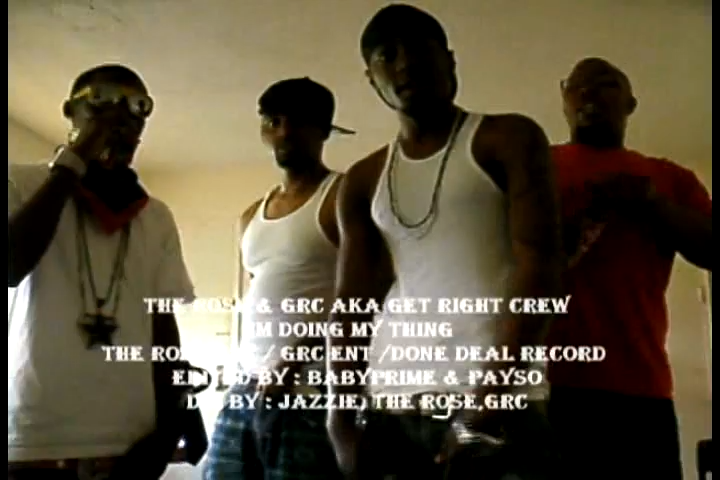 THE ROSE & GRC AKA GET RIGHT CREW
IM DOING MY THING
THE / GRC ENT /DONE DEAL RECORD
EDITED BY : BABYPRIME & PAYSO
BY : JAZZIE, THE ROSE,GRC